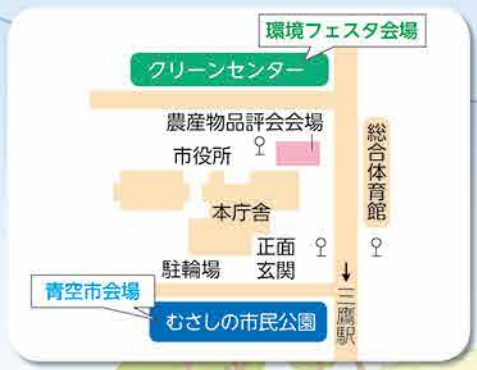 環境フェスタ会場
クリーンセンター
農産物品評会会場
市役所
総合体育館
本庁舎
正面
玄関
駐輪場
↓三鷹駅
青空市会場
むさしの市民公園